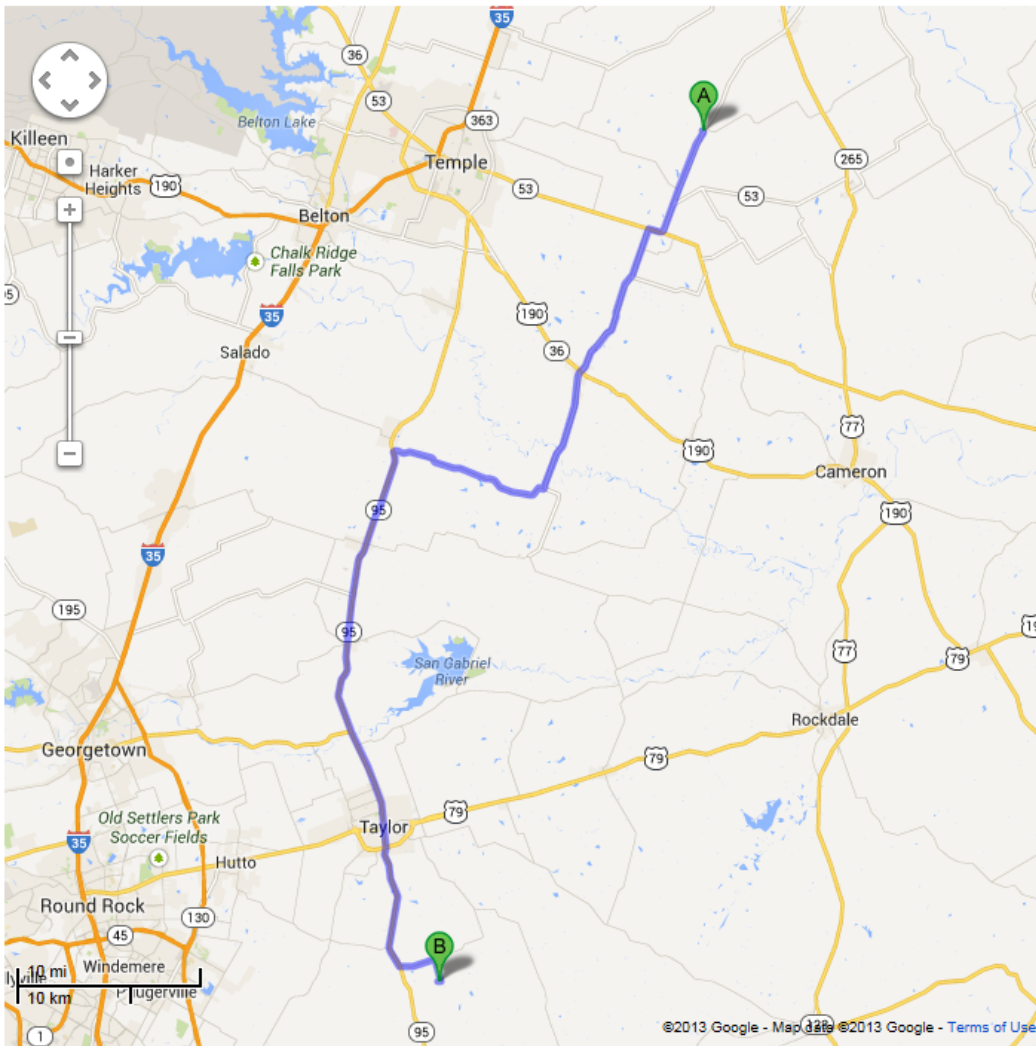 35
36
53
Belton Lake
363
A
Killeen
Temple
265
Harker
Heights
190
53
53
Belton
Chalk Ridge
Falls Park
35
190
36
Salado
77
190
Cameron
95
190
35
195
95
77
79
San Gabriel
River
Rockdale
Georgetown
79
Old Settlers Park
Soccer Fields
79
Taylor
35
Hutto
Round Rock
130
45
B
Windemere
10 mi
10 km
1
95
©2013 Google - Map data ©2013 Google - Terms of Use